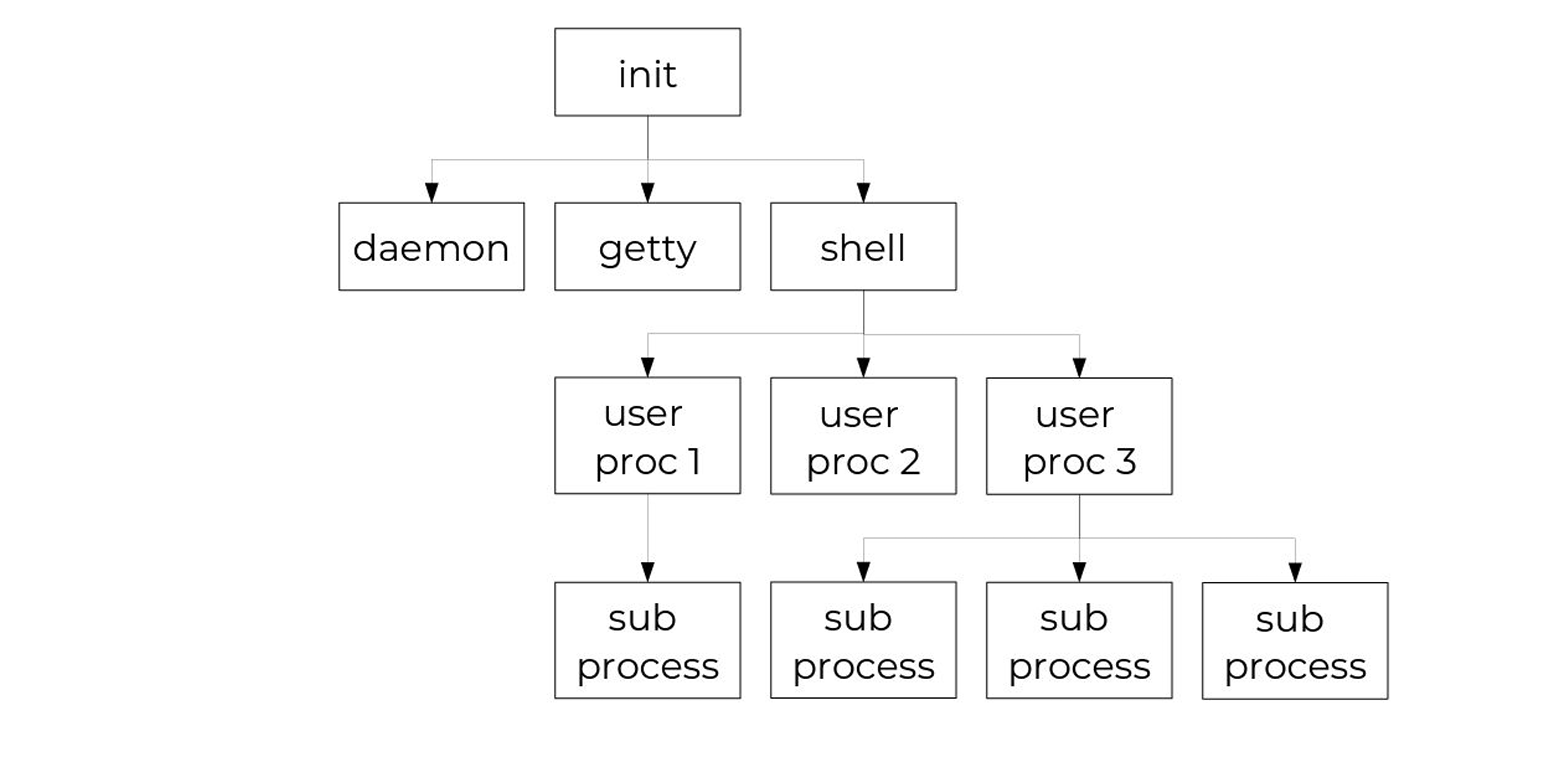 init
daemon
getty
shell
user
proc 1
user
proc 2
user
proc 3
sub
process
sub
process
sub
process
sub
process